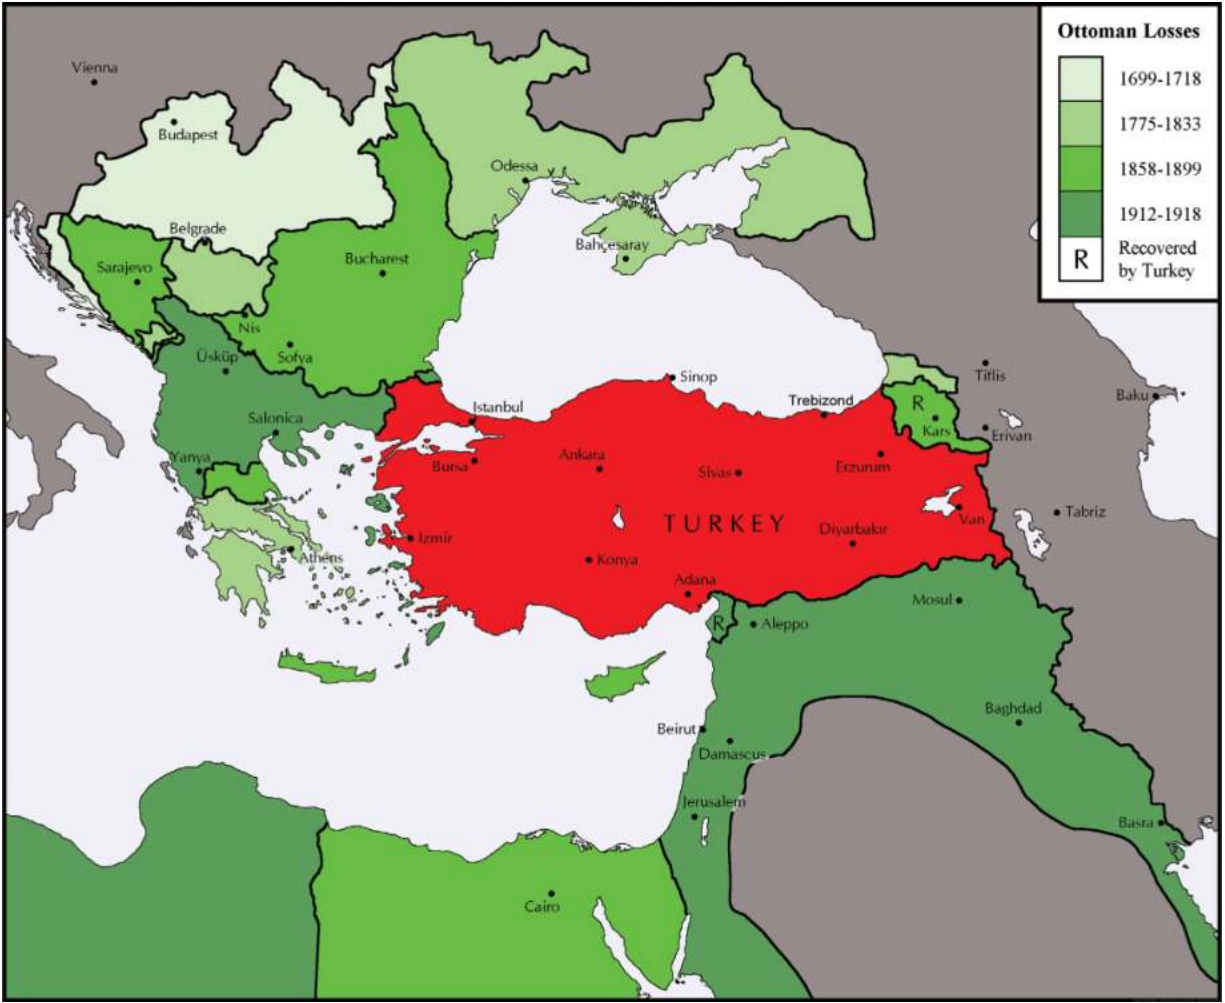 Ottoman Losses
1699-1718
1775-1833
1858-1899
1912-1918
R
Recovered
by Turkey
Vienna
Budapest
Odessa
Belgrade
Bahçesaray
Bucharest
Sarajevo
Nis
Sofya
Üsküp
Titlis
Sinop
Baku
R
Trebizond
Istanbul
Salonica
Kars
Erivan
Yanya
Bursa
Ankara
Sivas
Erzurum
TURKEY
Van
Tabriz
Izmir
Diyarbakır
Athens
Konya
Adana
Mosul
R
Aleppo
Baghdad
Beirut
Damascus
Jerusalem
Basra
Cairo